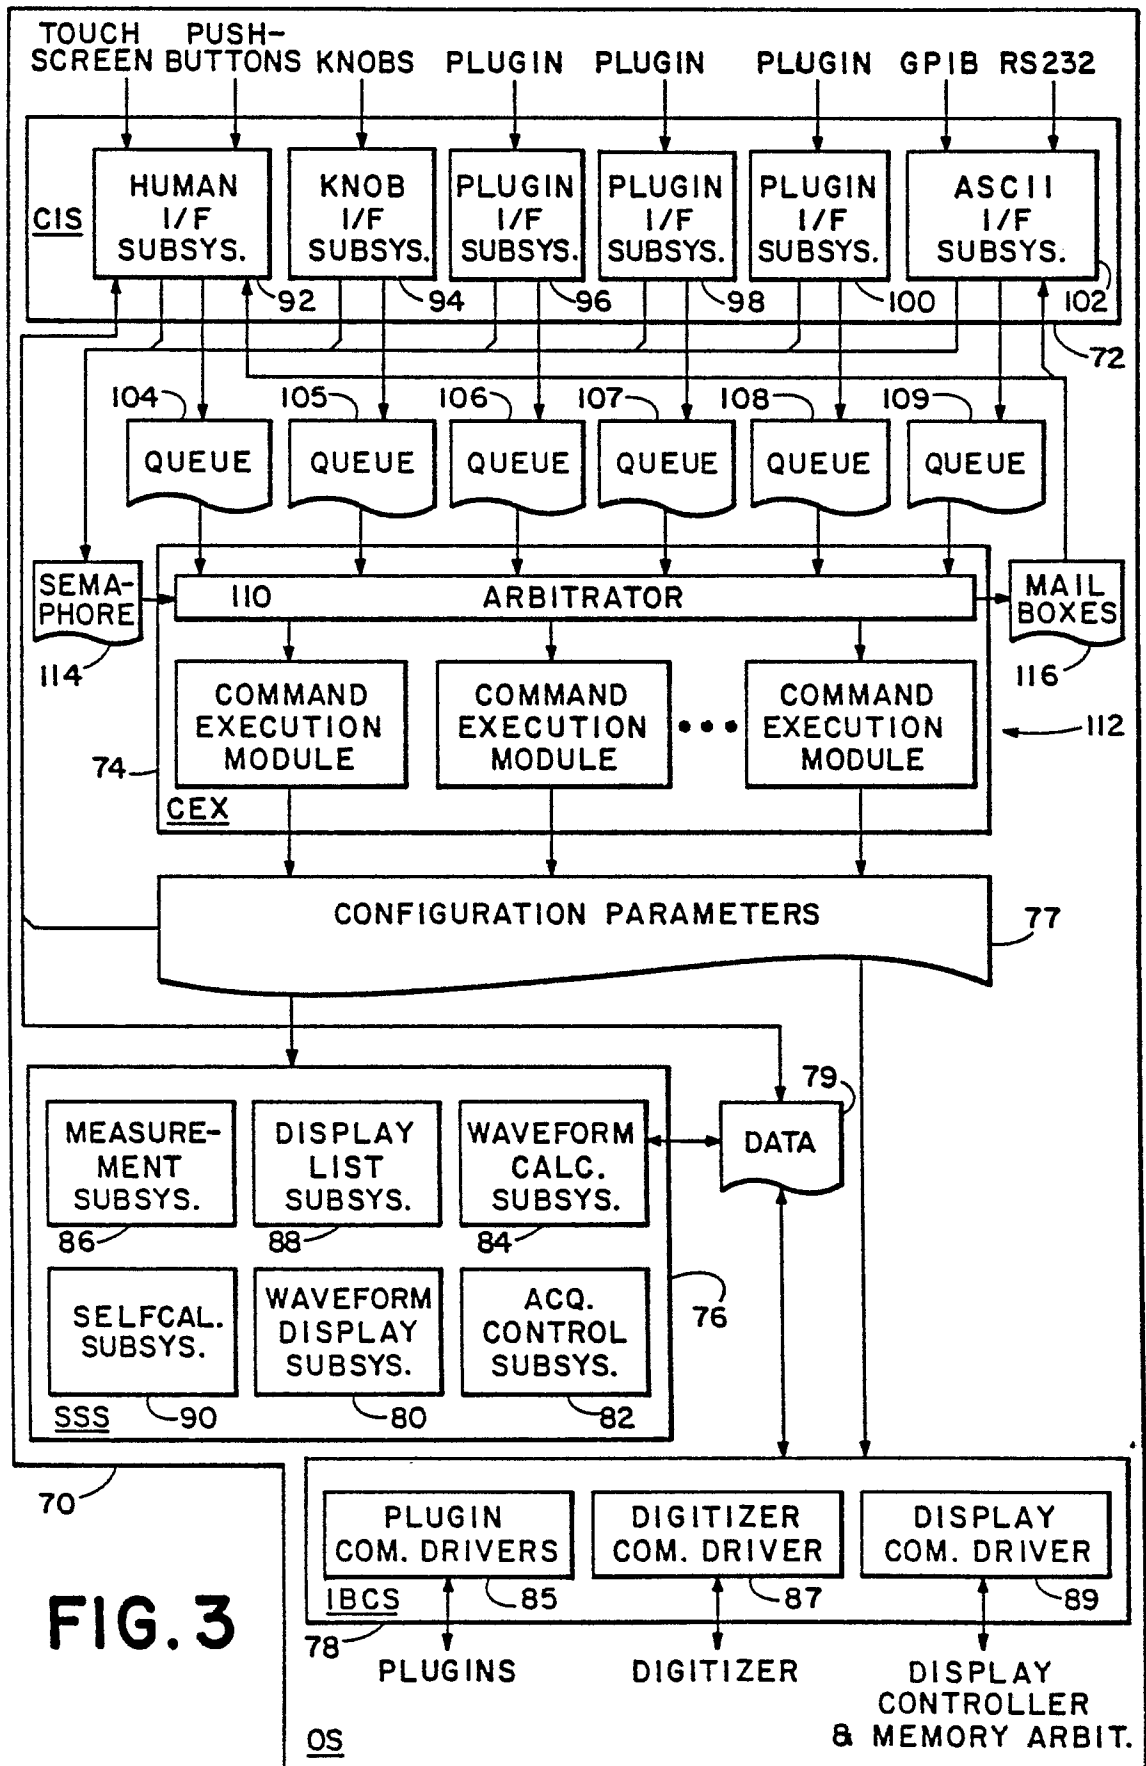 TOUCH PUSH-
SCREEN BUTTONS KNOBS PLUGIN PLUGIN PLUGIN GPIB RS232
CIS
HUMAN
I/F
SUBSYS.
92
KNOB
I/F
SUBSYS.
94
PLUGIN
I/F
SUBSYS.
96
PLUGIN
I/F
SUBSYS.
98
PLUGIN
I/F
SUBSYS.
100
ASCII
I/F
SUBSYS.
102
72
104 105 106 107 108 109
QUEUE QUEUE QUEUE QUEUE QUEUE QUEUE
SEMA-
PHORE
114
110 ARBITRATOR
MAIL
BOXES
116
COMMAND
EXECUTION
MODULE
COMMAND
EXECUTION
MODULE
COMMAND
EXECUTION
MODULE
112
74
CEX
CONFIGURATION PARAMETERS
77
79
DATA
MEASURE-
MENT
SUBSYS.
86
DISPLAY
LIST
SUBSYS.
88
WAVEFORM
CALC.
SUBSYS.
84
SELFCAL.
SUBSYS.
90
WAVEFORM
DISPLAY
SUBSYS.
80
ACQ.
CONTROL
SUBSYS.
82
76
SSS
70
PLUGIN
COM. DRIVERS
85
DIGITIZER
COM. DRIVER
87
DISPLAY
COM. DRIVER
89
IBCS
78
FIG. 3
PLUGINS
DIGITIZER
DISPLAY
CONTROLLER
& MEMORY ARBIT.
OS